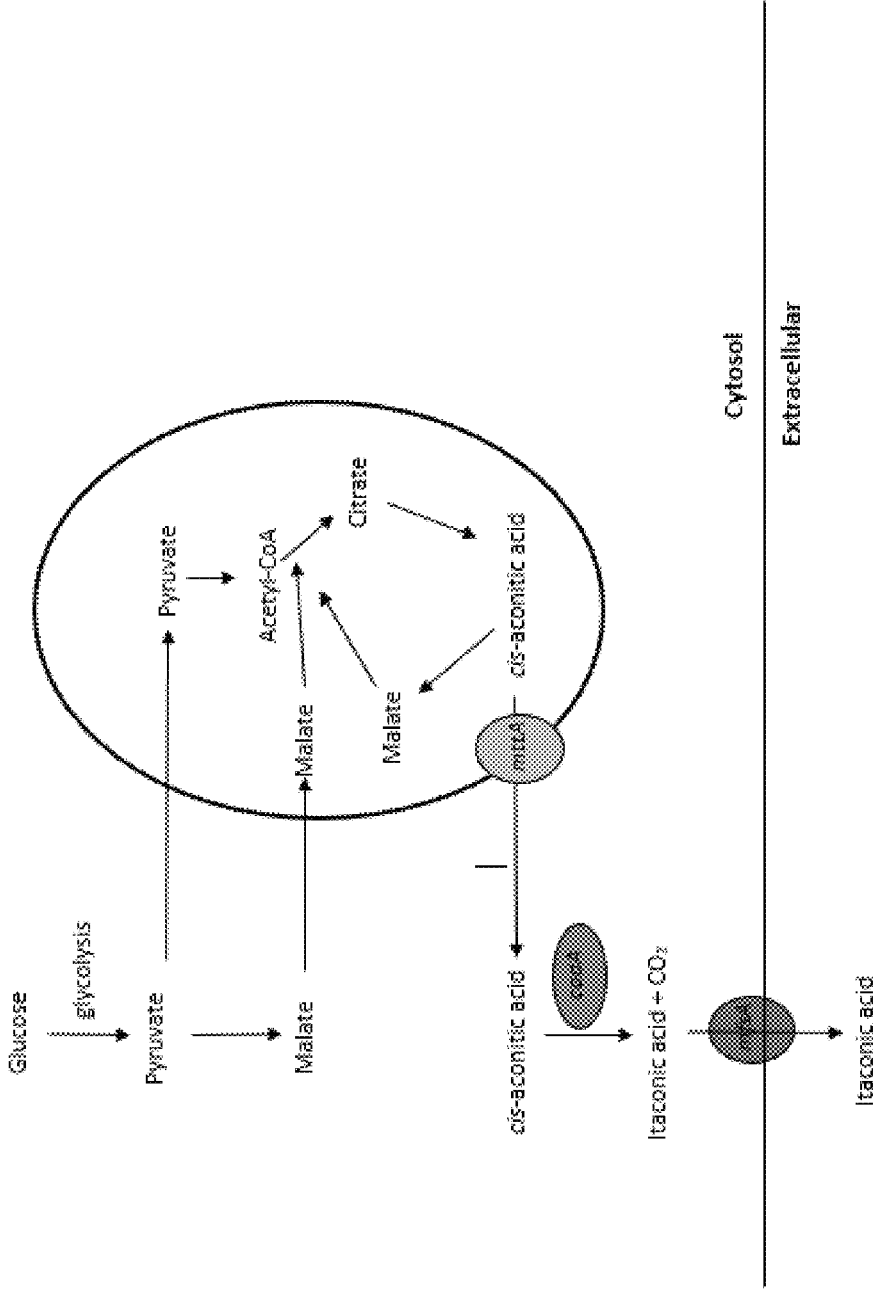 Glucose
glycolysis
Pyruvate
Pyruvate
Acetyl-CoA
Malate
Malate
Malate
Citrate
cis-aconitic acid
mttA
cis-aconitic acid
Itaconic acid + CO₂
Cytosol
Extracellular
Itaconic acid